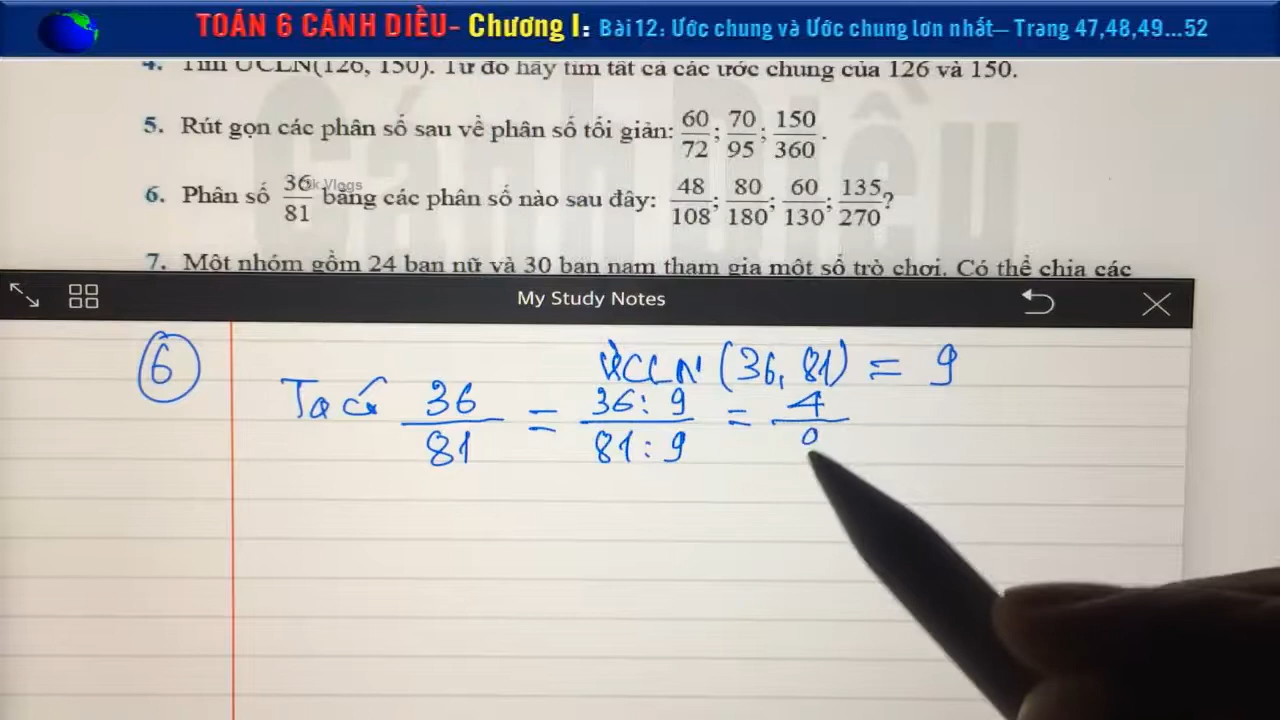 TOÁN 6 CÁNH DIỀU- Chương I: Bài 12: Ước chung và Ước chung lớn nhất– Trang 47,48,49...52
4. Tìm ƯCLN(126, 150). Từ đó hãy tìm tất cả các ước chung của 126 và 150.
5. Rút gọn các phân số sau về phân số tối giản: 60/72; 70/95; 150/360.
6. Phân số 36/81 bằng các phân số nào sau đây: 48/108; 80/180; 60/130; 135/270?
7. Một nhóm gồm 24 bạn nữ và 30 bạn nam tham gia một số trò chơi. Có thể chia các
My Study Notes
6 ƯCLN (36, 81) = 9
Ta có 36/81 = 36:9/81:9 = 4/